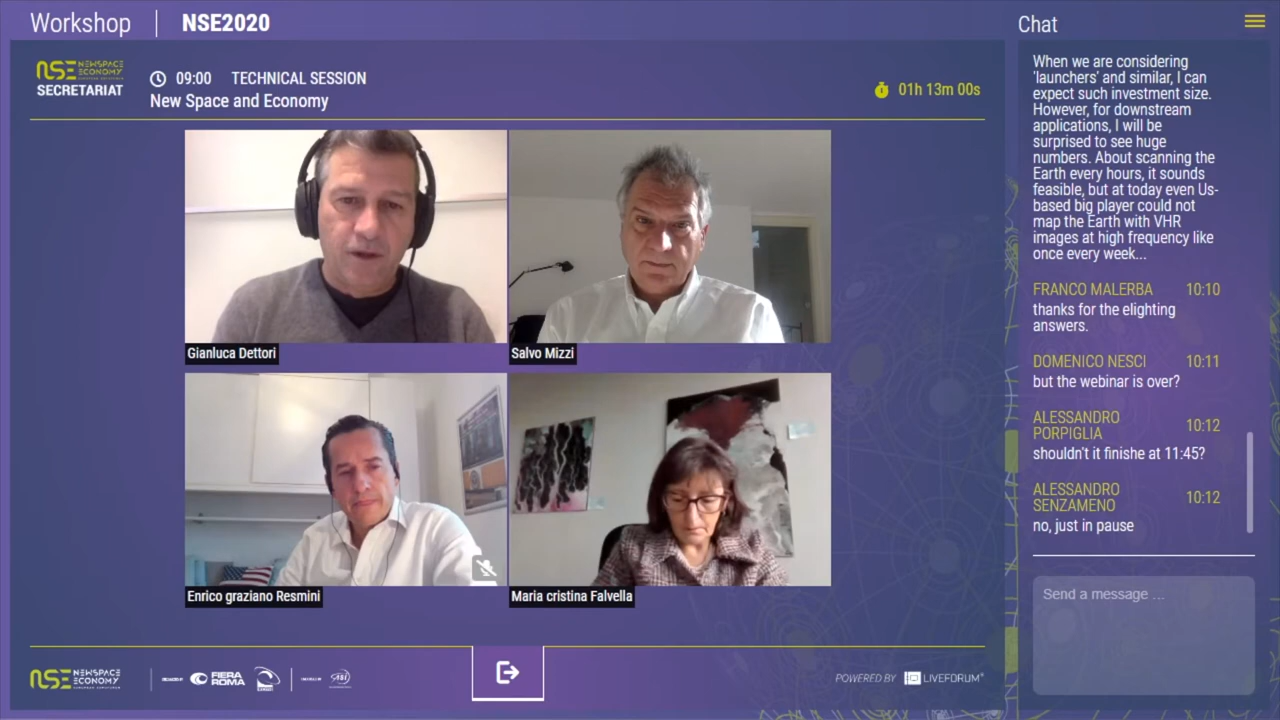 Workshop
NSE2020
NSE NEWSPACE
ECONOMY
SECRETARIAT
09:00 TECHNICAL SESSION
New Space and Economy
01h 13m 00s
Gianluca Dettori
Salvo Mizzi
Enrico graziano Resmini
Maria cristina Falvella
NSE NEWSPACE
ECONOMY
FIERA
ROMA
POWERED BY LIVEFORUM
Chat
When we are considering
'launchers' and similar, I can
expect such investment size.
However, for downstream
applications, I will be
surprised to see huge
numbers. About scanning the
Earth every hours, it sounds
feasible, but at today even Us-
based big player could not
map the Earth with VHR
images at high frequency like
once every week...
FRANCO MALERBA 10:10
thanks for the elighting
answers.
DOMENICO NESCI 10:11
but the webinar is over?
ALESSANDRO
PORPIGLIA 10:12
shouldn't it finishe at 11:45?
ALESSANDRO
SENZAMENO 10:12
no, just in pause
Send a message ...